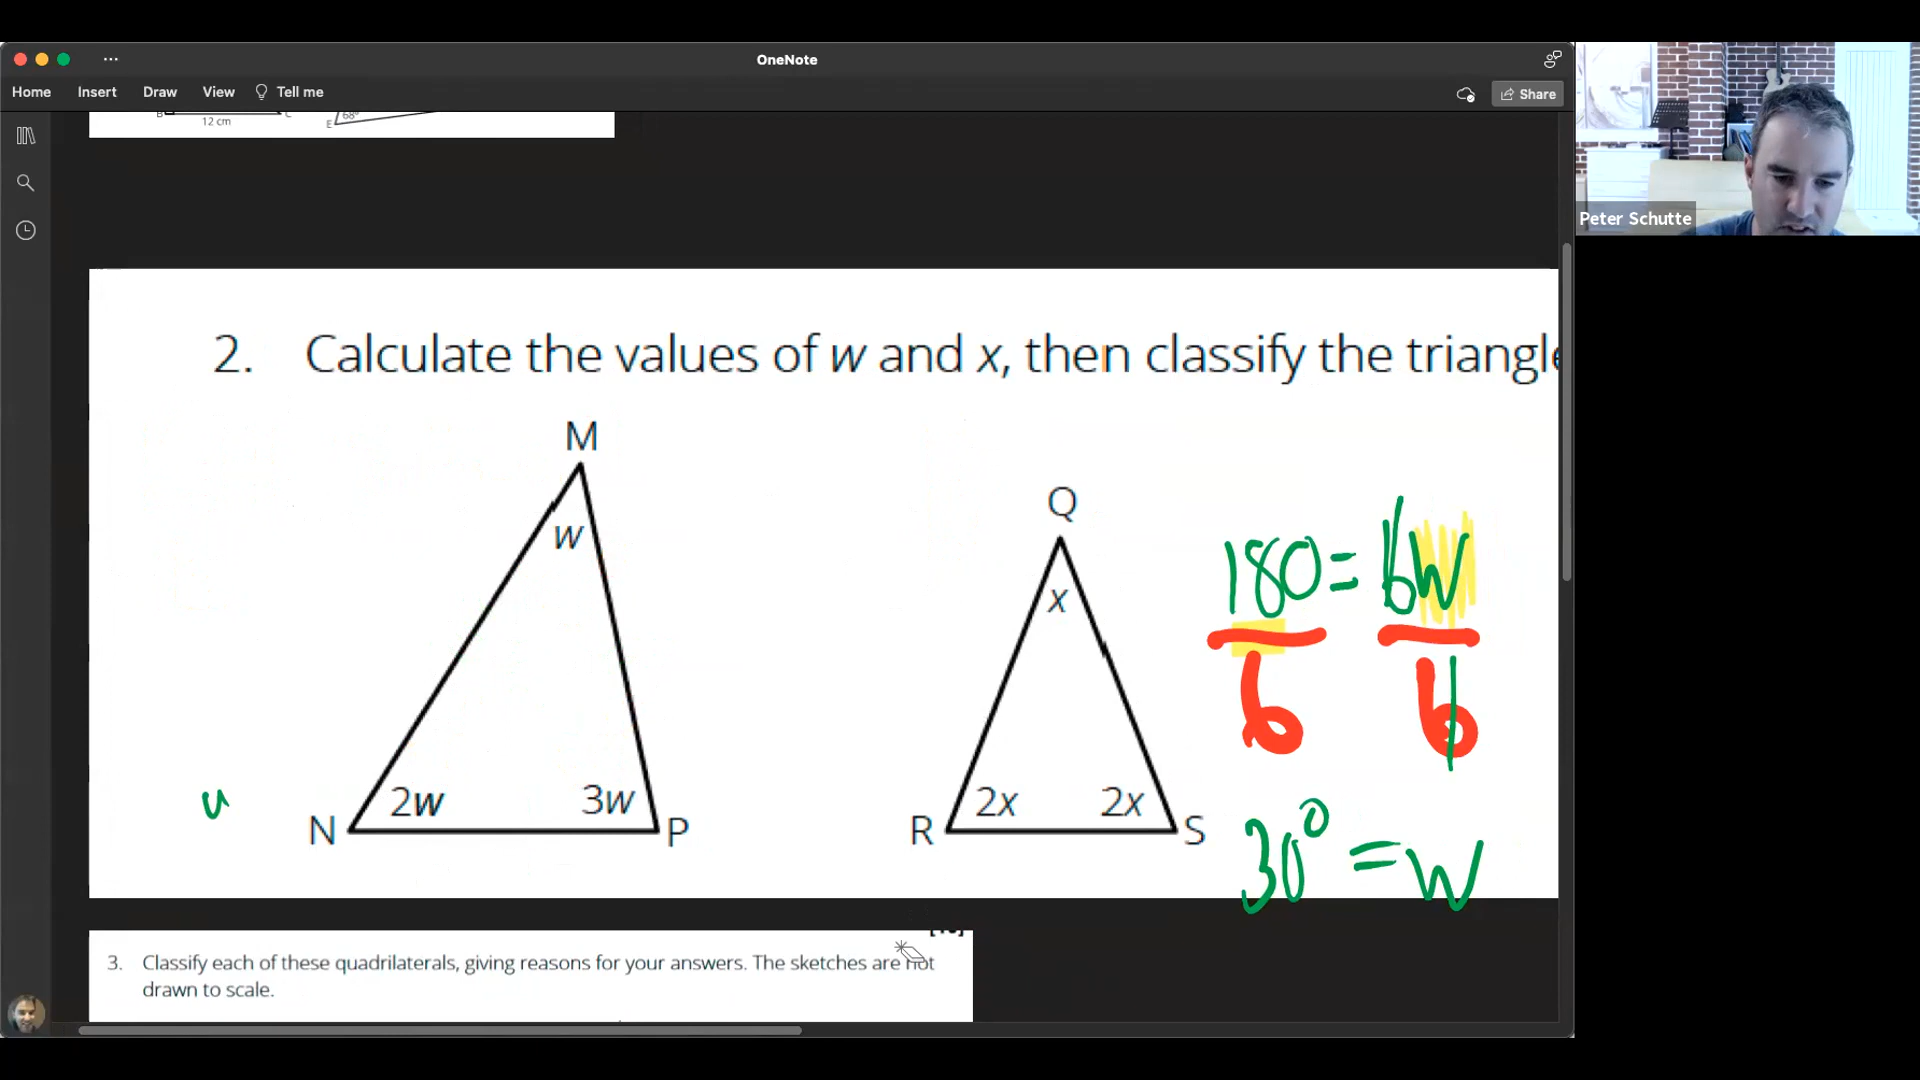 OneNote
Home Insert Draw View Tell me
Share
B 12 cm C
E 68°
Peter Schutte
2. Calculate the values of w and x, then classify the
M
w
N 2w 3w P
Q
x
R 2x 2x S
180 = 6w
6 6
30° = w
3. Classify each of these quadrilaterals, giving reasons for your answers. The sketches are not
drawn to scale.